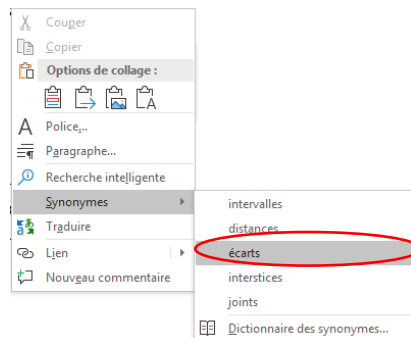 Couper
Copier
Options de collage :
Police...
Paragraphe...
Recherche intelligente
Synonymes
Traduire
Lien
Nouveau commentaire
intervalles
distances
écarts
interstices
joints
Dictionnaire des synonymes...